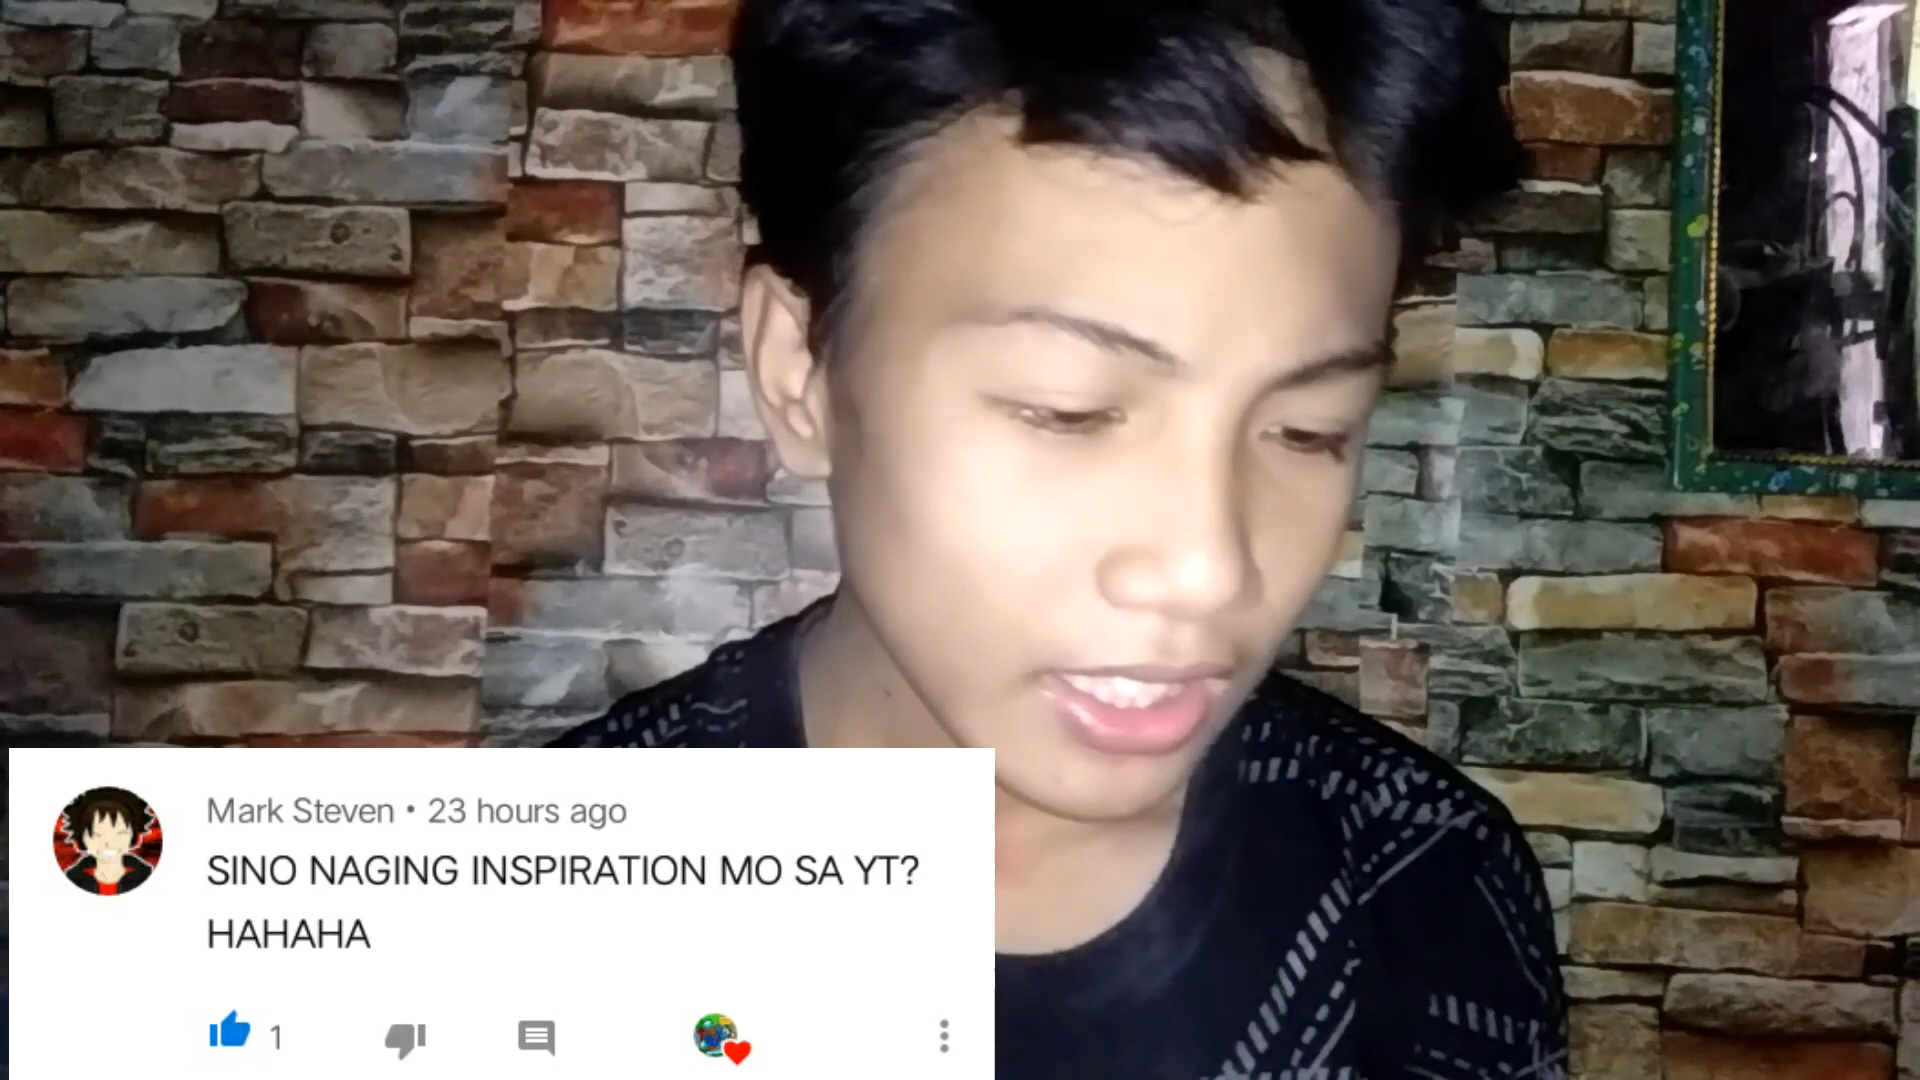 Mark Steven • 23 hours ago
SINO NAGING INSPIRATION MO SA YT?
HAHAHA
1